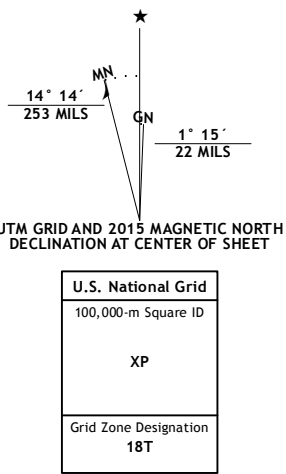 ★
MN
GN
14° 14´
253 MILS
1° 15´
22 MILS
UTM GRID AND 2015 MAGNETIC NORTH
DECLINATION AT CENTER OF SHEET
U.S. National Grid
100,000-m Square ID
XP
Grid Zone Designation
18T